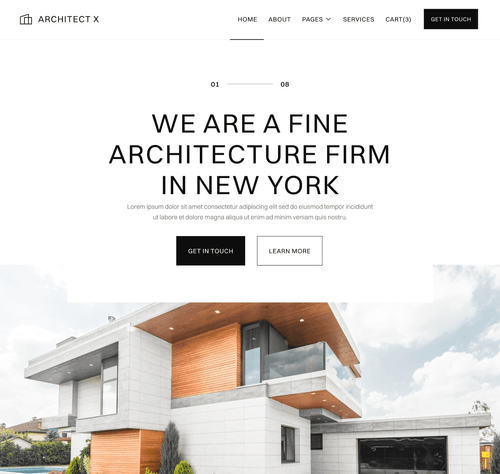 ARCHITECT X
HOME ABOUT PAGES SERVICES CART(3) GET IN TOUCH
01 08
WE ARE A FINE
ARCHITECTURE FIRM
IN NEW YORK
Lorem ipsum dolor sit amet consectetur adipiscing elit sed do eiusmod tempor incididunt
ut labore et dolore magna aliqua ut enim ad minim veniam quis nostru.
GET IN TOUCH LEARN MORE